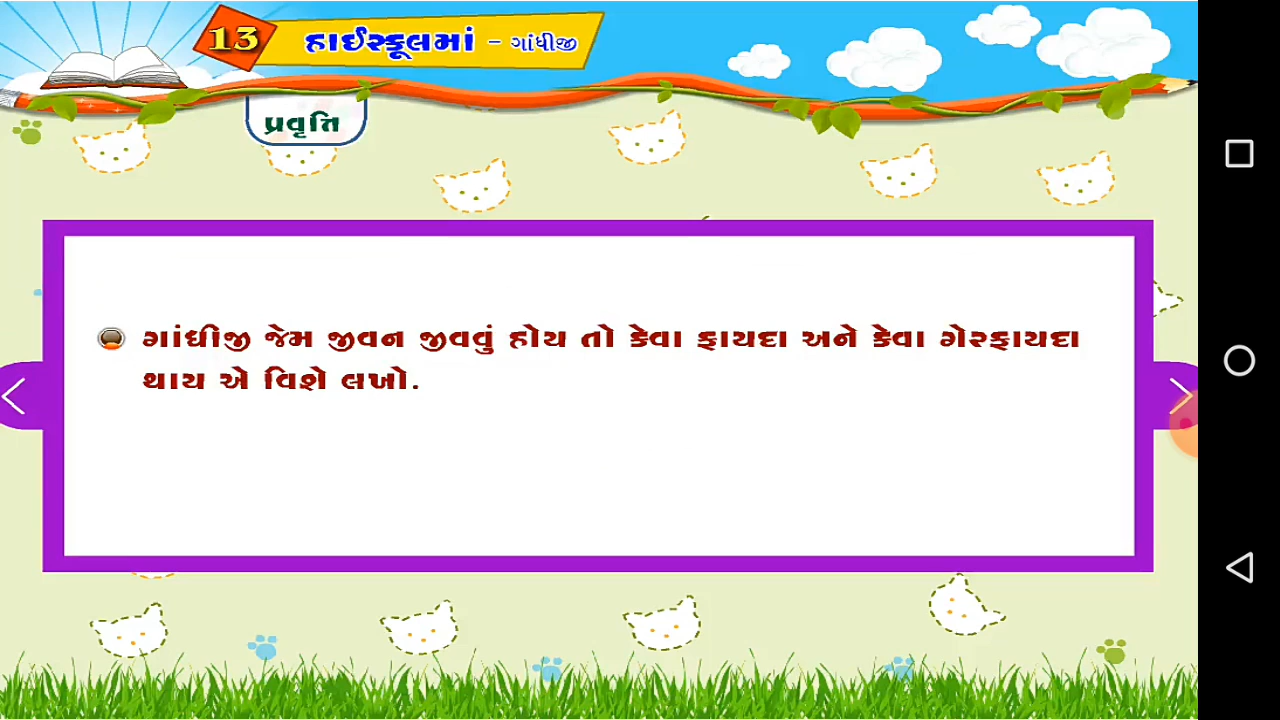 13 હાઈસ્કૂલમાં - ગાંધીજી
પ્રવૃત્તિ
ગાંધીજી જેમ જીવન જીવવું હોય તો કેવા ફાયદા અને કેવા ગેરફાયદા
થાય એ વિશે લખો.